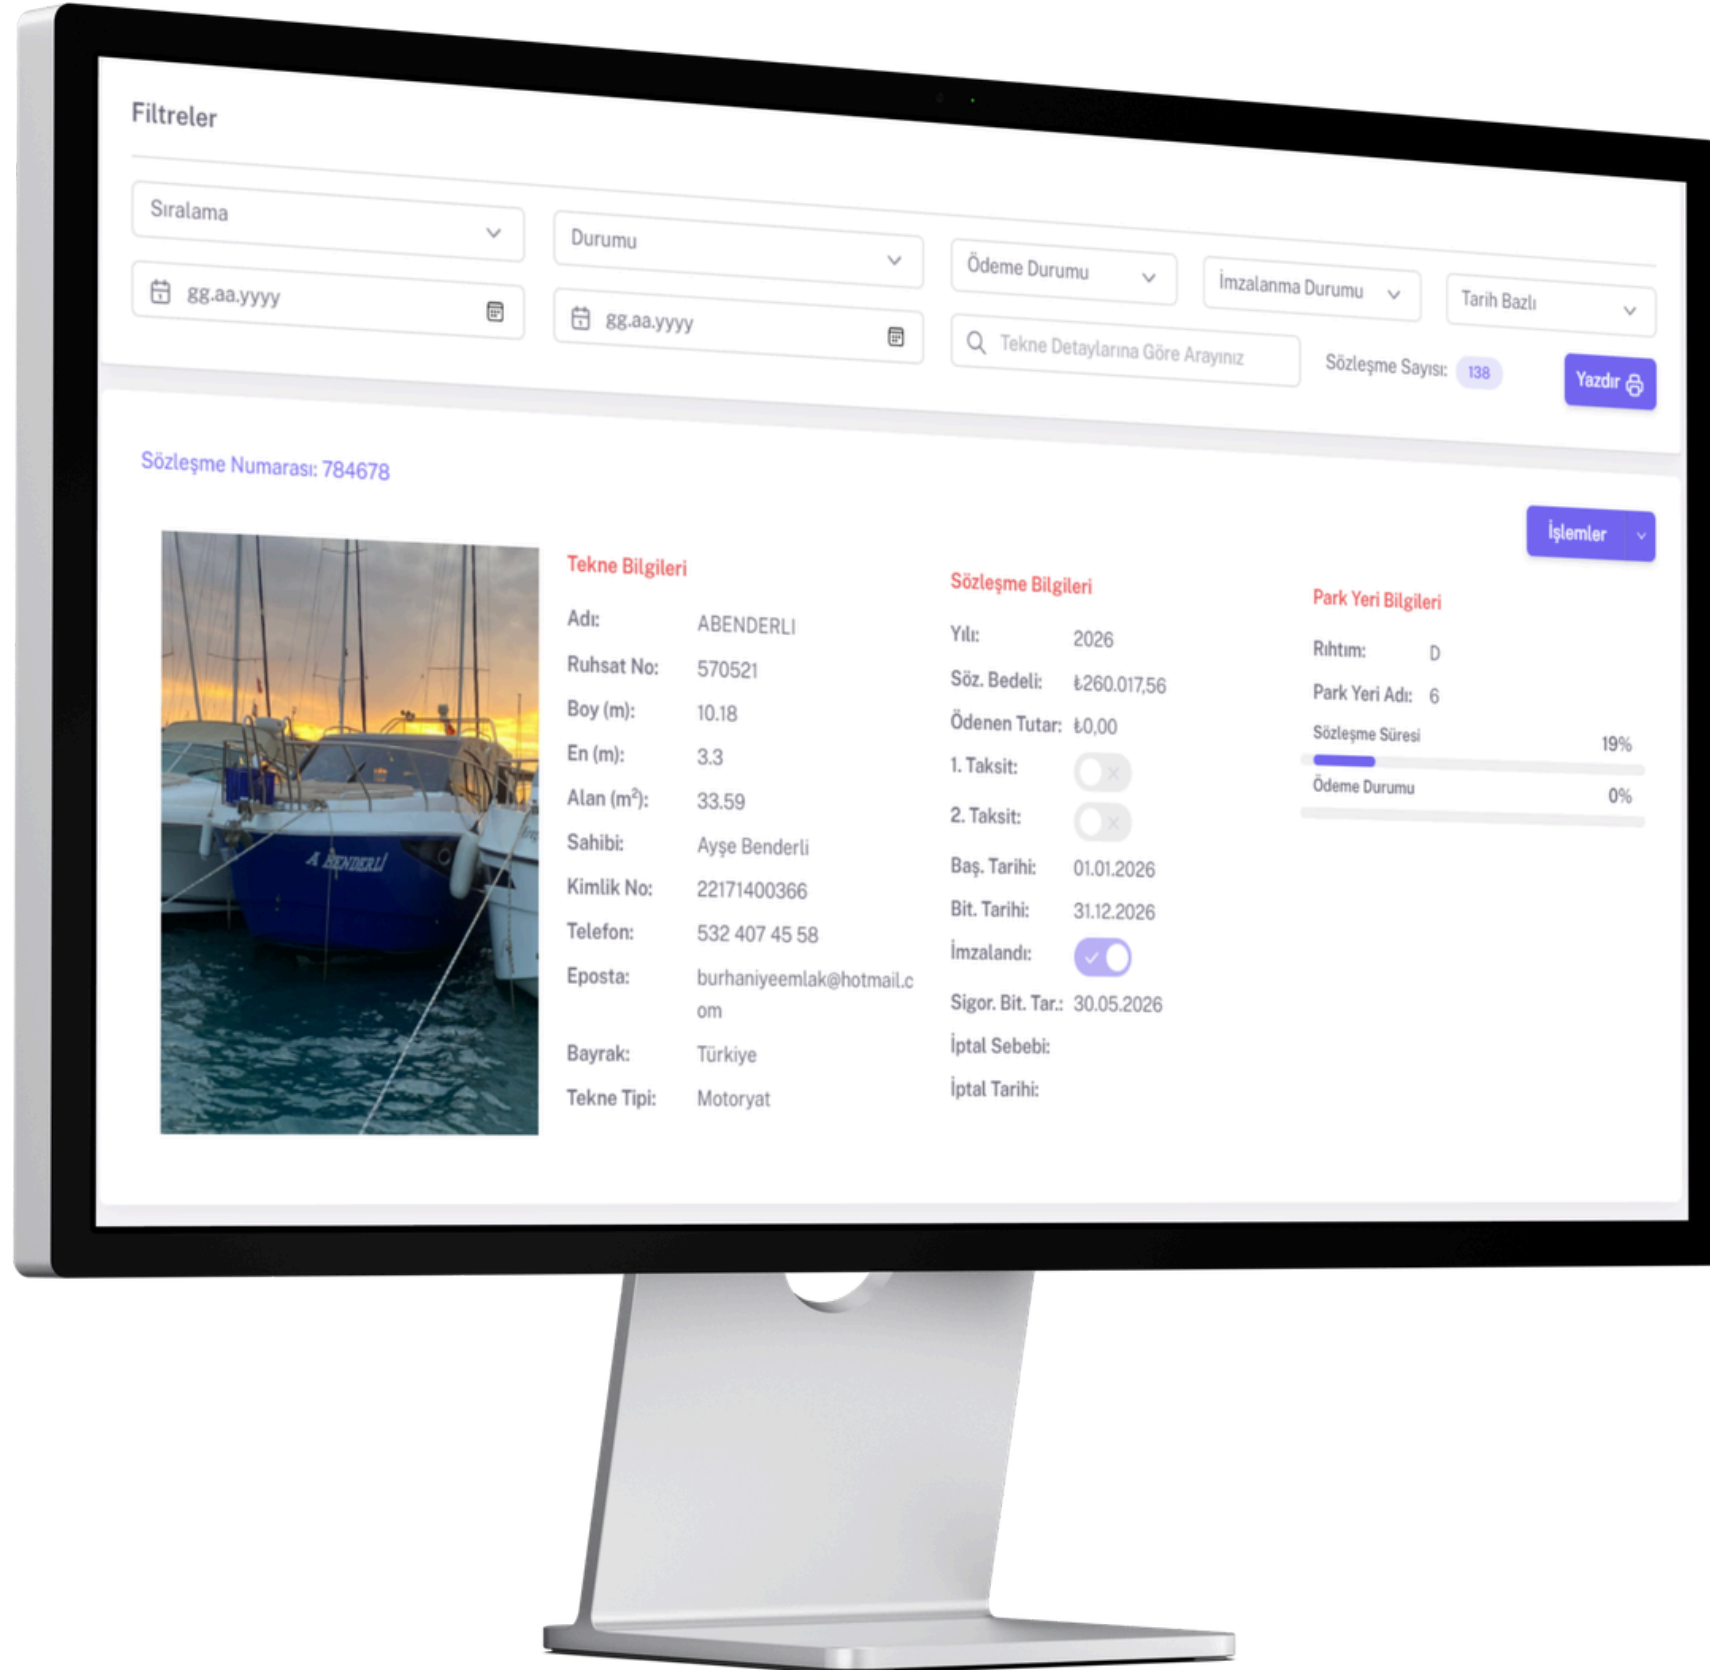 Filtreler
Sıralama
Durumu
Ödeme Durumu
İmzalanma Durumu
Tarih Bazlı
gg.aa.yyyy
gg.aa.yyyy
Tekne Detaylarına Göre Arayınız
Sözleşme Sayısı: 138
Yazdır
Sözleşme Numarası: 784678
İşlemler
A BENDERLİ
Tekne Bilgileri
Adı: ABENDERLI
Ruhsat No: 570521
Boy (m): 10.18
En (m): 3.3
Alan (m²): 33.59
Sahibi: Ayşe Benderli
Kimlik No: 22171400366
Telefon: 532 407 45 58
Eposta: burhaniyeemlak@hotmail.c
om
Bayrak: Türkiye
Tekne Tipi: Motoryat
Sözleşme Bilgileri
Yılı: 2026
Söz. Bedeli: ₺260.017,56
Ödenen Tutar: ₺0,00
1. Taksit:
2. Taksit:
Baş. Tarihi: 01.01.2026
Bit. Tarihi: 31.12.2026
İmzalandı:
Sigor. Bit. Tar.: 30.05.2026
İptal Sebebi:
İptal Tarihi:
Park Yeri Bilgileri
Rıhtım: D
Park Yeri Adı: 6
Sözleşme Süresi 19%
Ödeme Durumu 0%